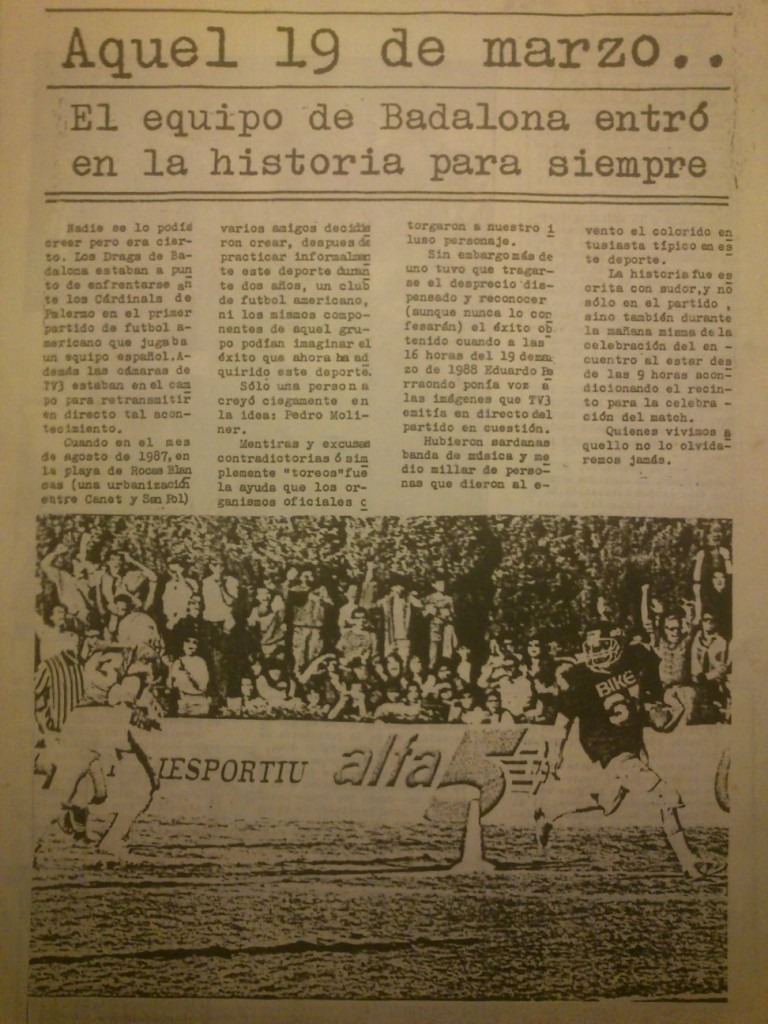 Aquel 19 de marzo..
El equipo de Badalona entró
en la historia para siempre
Nadie se lo podía
creer pero era cier-
to. Los Drags de Ba-
dalona estaban a pun
to de enfrentarse an
te los Cárdinals de
Palermo en el primer
partido de futbol a-
mericano que jugaba
un equipo español.A-
demás las cámaras de
TV3 estaban en el cam
po para retransmitir
en directo tal acon-
tecimiento.
Cuando en el mes
de agosto de 1987,en
la playa de Rocas Blan
cas (una urbanización
entre Canet y San Pol)
varios amigos decidie
ron crear, despues de
practicar informalmen
te este deporte duran
te dos años, un club
de futbol americano,
ni los mismos compo-
nentes de aquel gru-
po podían imaginar el
éxito que ahora ha ad
quirido este deporte.
Sólo una persona
creyó ciegamente en
la idea: Pedro Moli-
ner.
Mentiras y excusas
contradictorias ó sim
plemente "toreos"fue
la ayuda que los or-
ganismos oficiales o
torgaron a nuestro i
luso personaje.
Sin embargo más de
uno tuvo que tragar-
se el desprecio dis-
pensado y reconocer
(aunque nunca lo con
fesarán) el éxito ob
tenido cuando a las
16 horas del 19 de mar
zo de 1988 Eduardo Be
rraondo ponía voz a
las imágenes que TV3
emitía en directo del
partido en cuestión.
Hubieron sardanas
banda de música y me
dio millar de perso-
nas que dieron al e-
vento el colorido en
tusiasta típico en es
te deporte.
La historia fue es
crita con sudor,y no
sólo en el partido ,
sino también durante
la mañana misma de la
celebración del en -
cuentro al estar des
de las 9 horas acon-
dicionando el recin-
to para la celebra -
ción del match.
Quienes vivimos a
quello no lo olvida-
remos jamás.
BIKE
3
LESPORTIU alfa 5